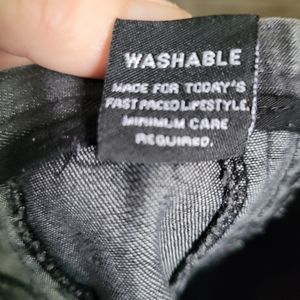 WASHABLE
MADE FOR TODAY'S
FAST PACED LIFESTYLE.
MINIMUM CARE
REQUIRED.